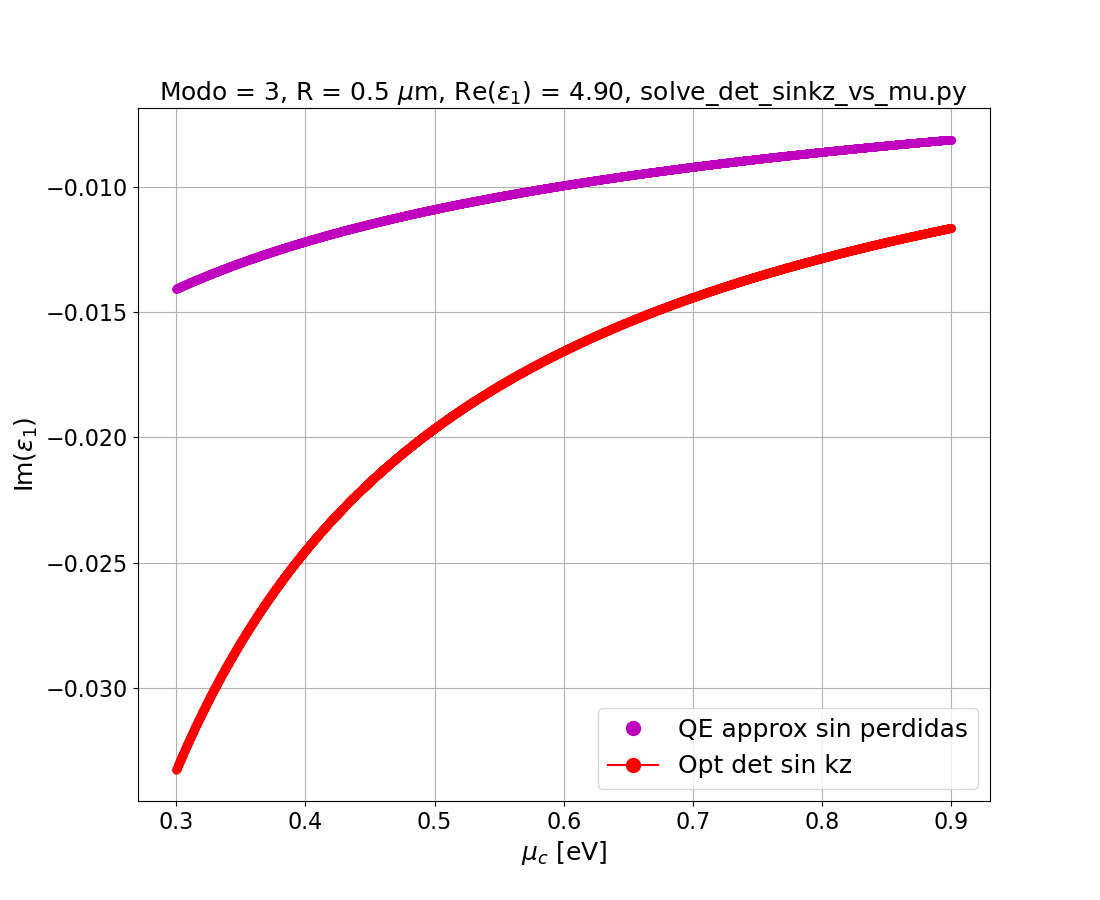 Modo = 3, R = 0.5 μm, Re(ε₁) = 4.90, solve_det_sinkz_vs_mu.py
Im(ε₁)
−0.010
−0.015
−0.020
−0.025
−0.030
QE approx sin perdidas
Opt det sin kz
0.3 0.4 0.5 0.6 0.7 0.8 0.9
μ_c [eV]